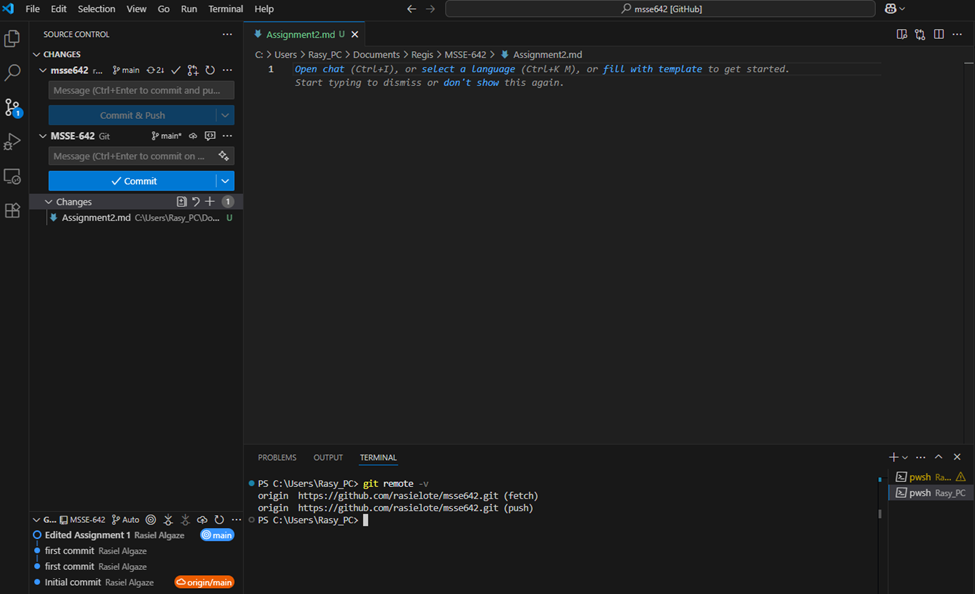 File Edit Selection View Go Run Terminal Help
msse642 [GitHub]
SOURCE CONTROL
CHANGES
msse642 r... main 2↓
Message (Ctrl+Enter to commit and pu...
Commit & Push
MSSE-642 Git main*
Message (Ctrl+Enter to commit on ...
Commit
Changes 1
Assignment2.md C:\Users\Rasy_PC\Do... U
1
G... MSSE-642 Auto
Edited Assignment 1 Rasiel Algaze main
first commit Rasiel Algaze
first commit Rasiel Algaze
Initial commit Rasiel Algaze origin/main
Assignment2.md U
C: > Users > Rasy_PC > Documents > Regis > MSSE-642 > Assignment2.md
1 Open chat (Ctrl+I), or select a language (Ctrl+K M), or fill with template to get started.
Start typing to dismiss or don't show this again.
PROBLEMS OUTPUT TERMINAL
PS C:\Users\Rasy_PC> git remote -v
origin https://github.com/rasielote/msse642.git (fetch)
origin https://github.com/rasielote/msse642.git (push)
PS C:\Users\Rasy_PC>
pwsh Ra...
pwsh Rasy_PC